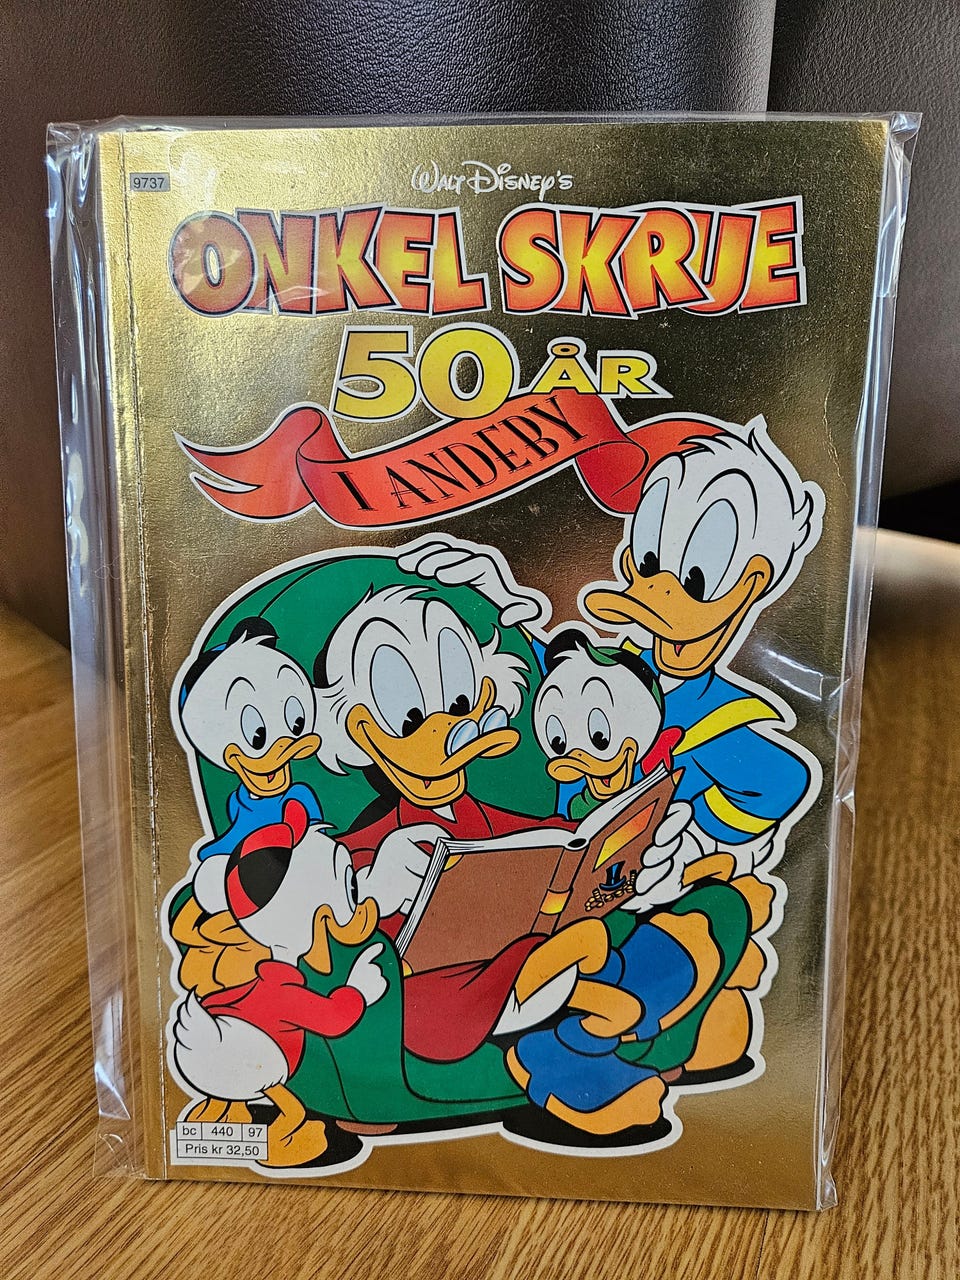 9737
WALT DISNEY'S
ONKEL SKRUE
50 ÅR
I ANDEBY
bc 440 97
Pris kr 32,50